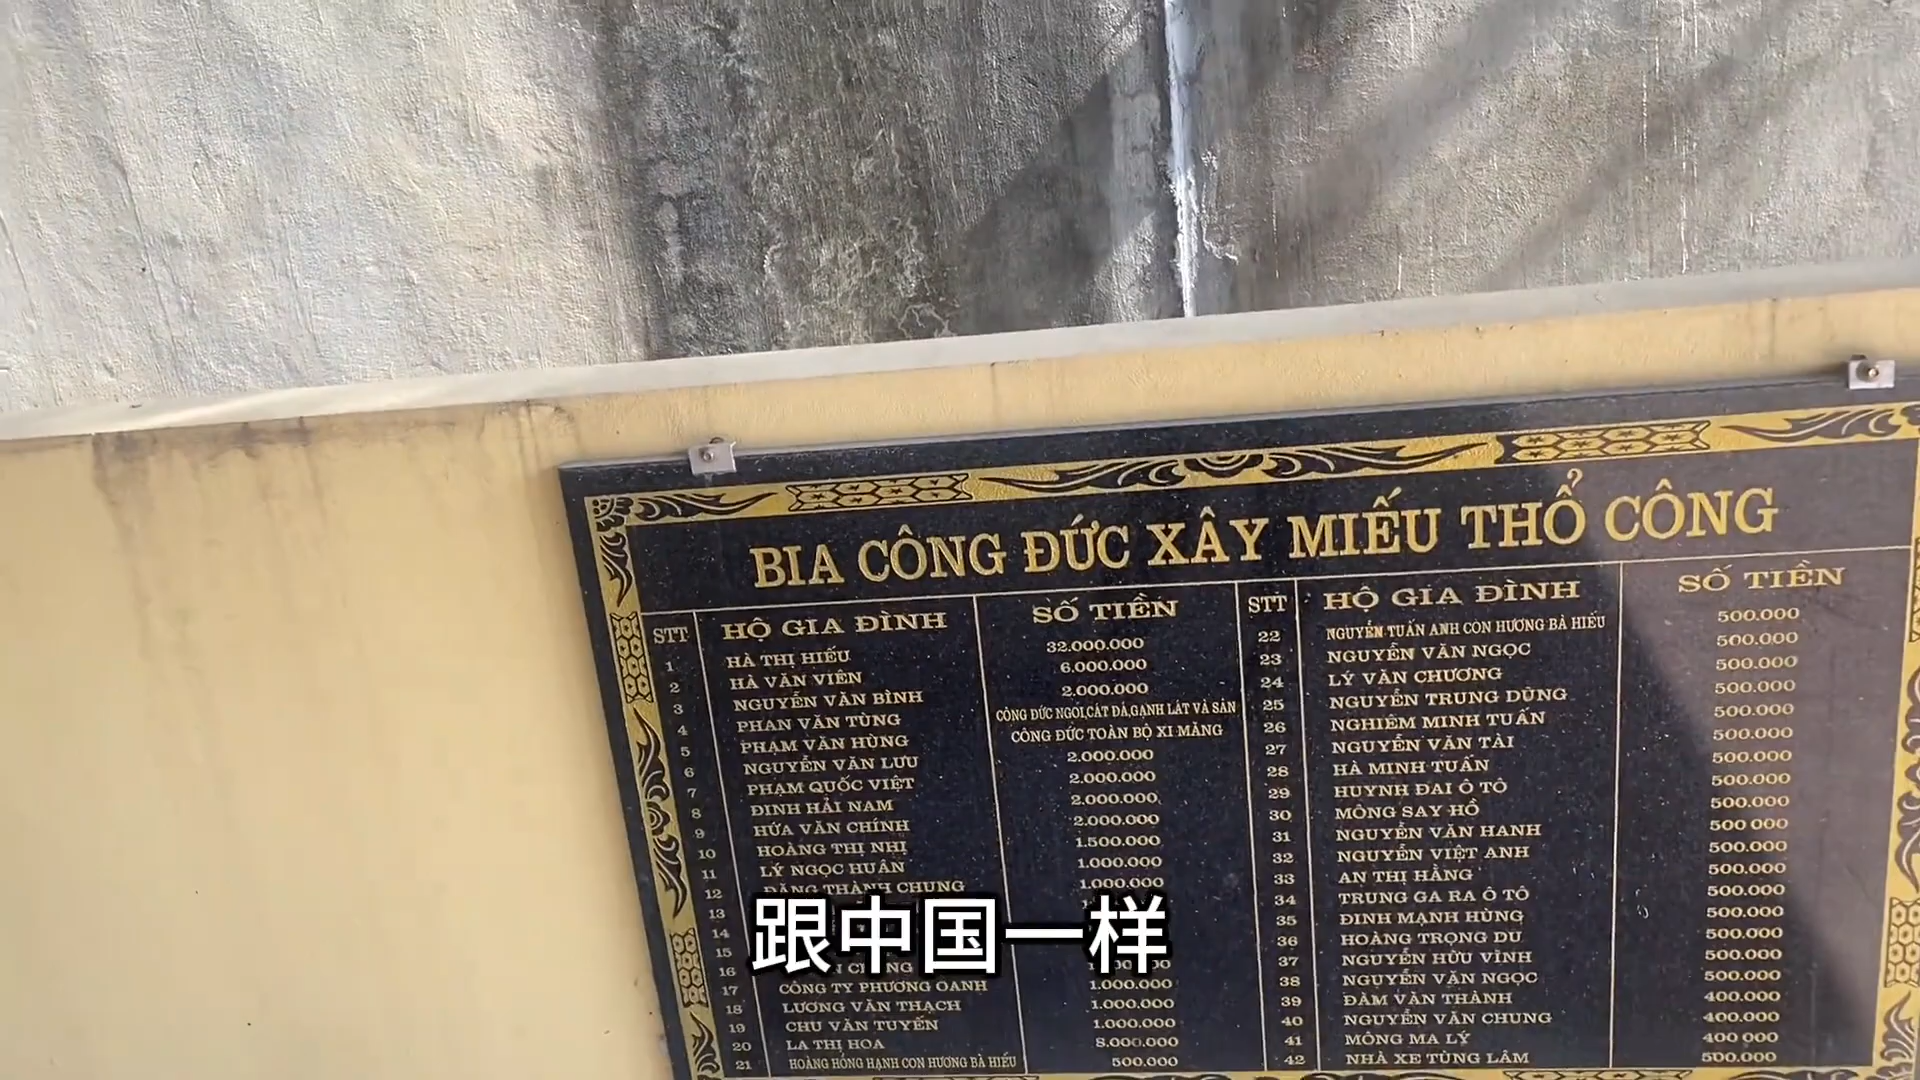 BIA CÔNG ĐỨC XÂY MIẾU THỔ CÔNG
STT HỘ GIA ĐÌNH SỐ TIỀN
1 HÀ THỊ HIẾU 32.000.000
2 HÀ VĂN VIÊN 6.000.000
3 NGUYỄN VĂN BÌNH 2.000.000
4 PHAN VĂN TÙNG CÔNG ĐỨC NGÓI,CÁT ĐÁ,GẠNH LÁT VÀ SÂN
5 PHẠM VĂN HÙNG CÔNG ĐỨC TOÀN BỘ XI MĂNG
6 NGUYỄN VĂN LƯU 2.000.000
7 PHẠM QUỐC VIỆT 2.000.000
8 ĐINH HẢI NAM 2.000.000
9 HỨA VĂN CHÍNH 2.000.000
10 HOÀNG THỊ NHỊ 1.500.000
11 LÝ NGỌC HUÂN 1.000.000
12 ĐẶNG THÀNH CHUNG 1.000.000
13
14
15
16 CHUNG
17 CÔNG TY PHƯƠNG OANH 1.000.000
18 LƯƠNG VĂN THẠCH 1.000.000
19 CHU VĂN TUYẾN 1.000.000
20 LA THỊ HOA 8.000.000
21 HOÀNG HỒNG HẠNH CON HƯƠNG BÀ HIẾU 500.000
STT HỘ GIA ĐÌNH SỐ TIỀN
22 NGUYỄN TUẤN ANH CON HƯƠNG BÀ HIẾU 500.000
23 NGUYỄN VĂN NGỌC 500.000
24 LÝ VĂN CHƯƠNG 500.000
25 NGUYỄN TRUNG DŨNG 500.000
26 NGHIÊM MINH TUẤN 500.000
27 NGUYỄN VĂN TÀI 500.000
28 HÀ MINH TUẤN 500.000
29 HUYNH ĐAI Ô TÔ 500.000
30 MÔNG SAY HỒ 500.000
31 NGUYỄN VĂN HANH 500 000
32 NGUYỄN VIỆT ANH 500.000
33 AN THỊ HẰNG 500.000
34 TRUNG GA RA Ô TÔ 500.000
35 ĐINH MẠNH HÙNG 500.000
36 HOÀNG TRỌNG DU 500.000
37 NGUYỄN HỮU VĨNH 500.000
38 NGUYỄN VĂN NGỌC 500.000
39 ĐÀM VĂN THÀNH 400.000
40 NGUYỄN VĂN CHUNG 400.000
41 MÔNG MA LÝ 400 000
42 NHÀ XE TÙNG LÂM 500.000
跟中国一样